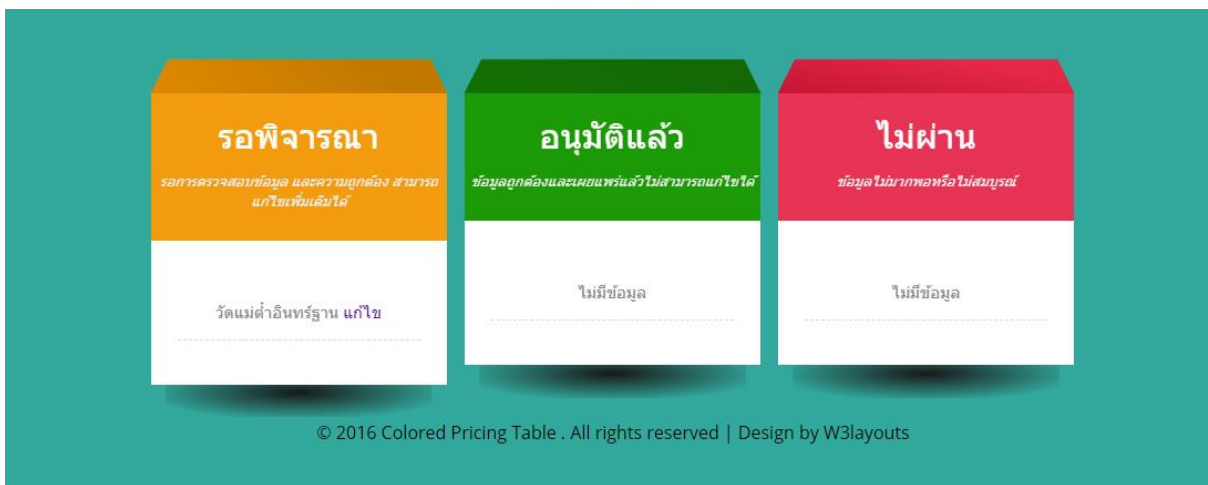 รอพิจารณา
รอการตรวจสอบข้อมูล และความถูกต้อง สามารถ
แก้ไขเพิ่มเติมได้
วัดแม่ต๋ำอินทร์ฐาน แก้ไข
อนุมัติแล้ว
ข้อมูลถูกต้องและเผยแพร่แล้วไม่สามารถแก้ไขได้
ไม่มีข้อมูล
ไม่ผ่าน
ข้อมูลไม่มากพอหรือไม่สมบูรณ์
ไม่มีข้อมูล
© 2016 Colored Pricing Table . All rights reserved | Design by W3layouts